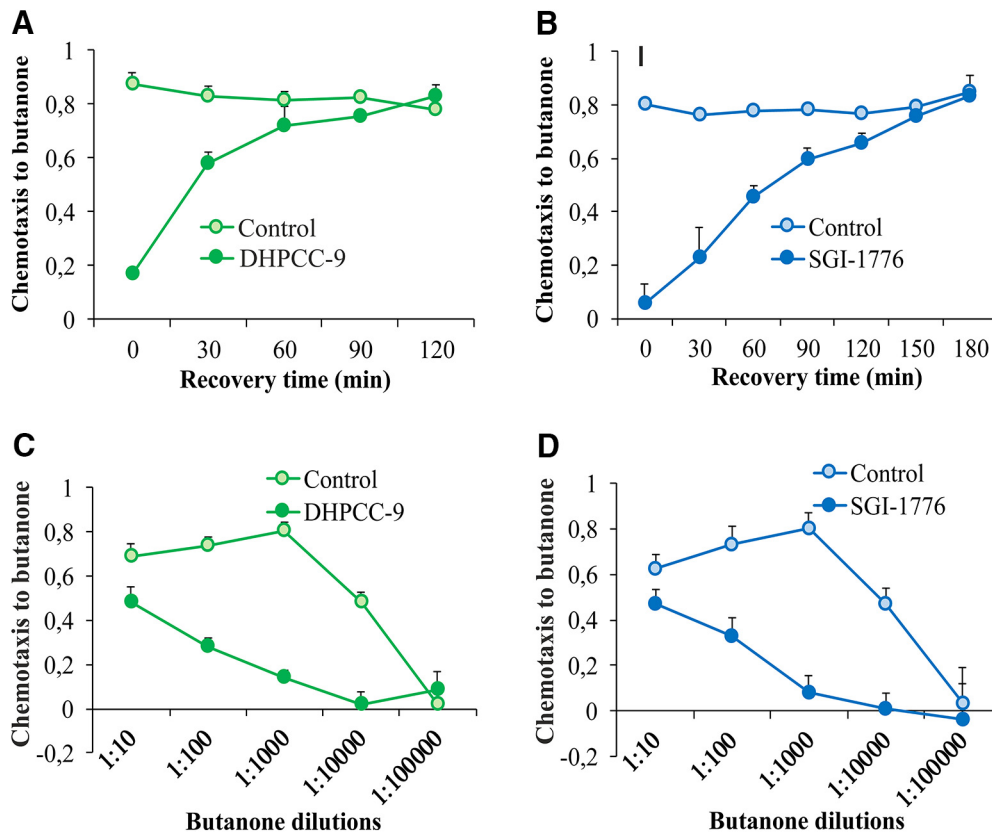 A
Chemotaxis to butanone
1
0,8
0,6
0,4
0,2
0
Control
DHPCC-9
0 30 60 90 120
Recovery time (min)
B
Chemotaxis to butanone
1
0,8
0,6
0,4
0,2
0
Control
SGI-1776
0 30 60 90 120 150 180
Recovery time (min)
C
Chemotaxis to butanone
1
0,8
0,6
0,4
0,2
0
-0,2
Control
DHPCC-9
1:10 1:100 1:1000 1:10000 1:100000
Butanone dilutions
D
Chemotaxis to butanone
1
0,8
0,6
0,4
0,2
0
-0,2
Control
SGI-1776
1:10 1:100 1:1000 1:10000 1:100000
Butanone dilutions